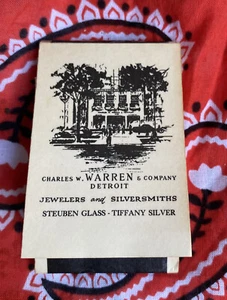 CHARLES W. WARREN & COMPANY
DETROIT
JEWELERS and SILVERSMITHS
STEUBEN GLASS - TIFFANY SILVER